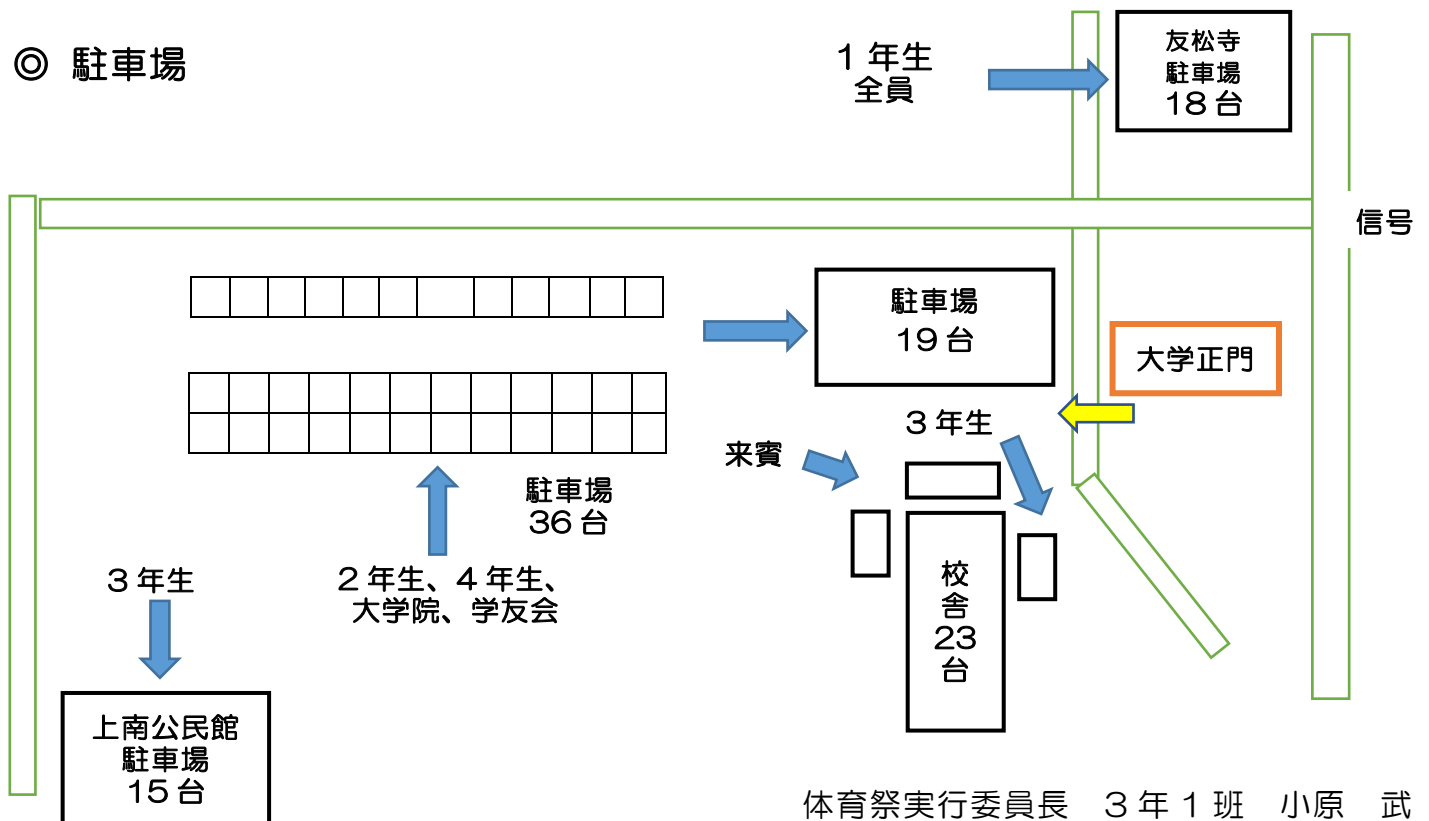 ◎ 駐車場
1年生
全員
友松寺
駐車場
18台
信号
駐車場
19台
大学正門
3年生
来賓
駐車場
36台
2年生、4年生、
大学院、学友会
3年生
校
舎
23
台
上南公民館
駐車場
15台
体育祭実行委員長　3年1班　小原　武